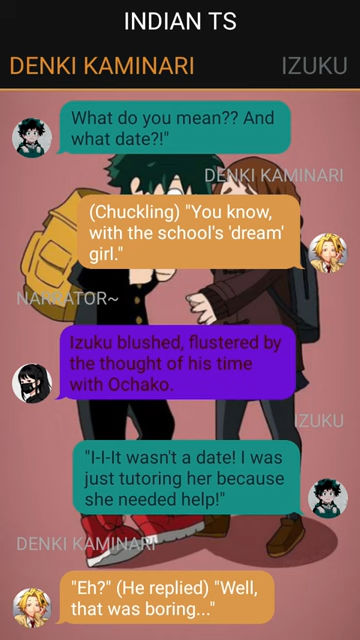 INDIAN TS
DENKI KAMINARI IZUKU
What do you mean?? And
what date?!"
DENKI KAMINARI
(Chuckling) "You know,
with the school's 'dream'
girl."
NARRATOR~
Izuku blushed, flustered by
the thought of his time
with Ochako.
IZUKU
"I-I-It wasn't a date! I was
just tutoring her because
she needed help!"
DENKI KAMINARI
"Eh?" (He replied) "Well,
that was boring..."